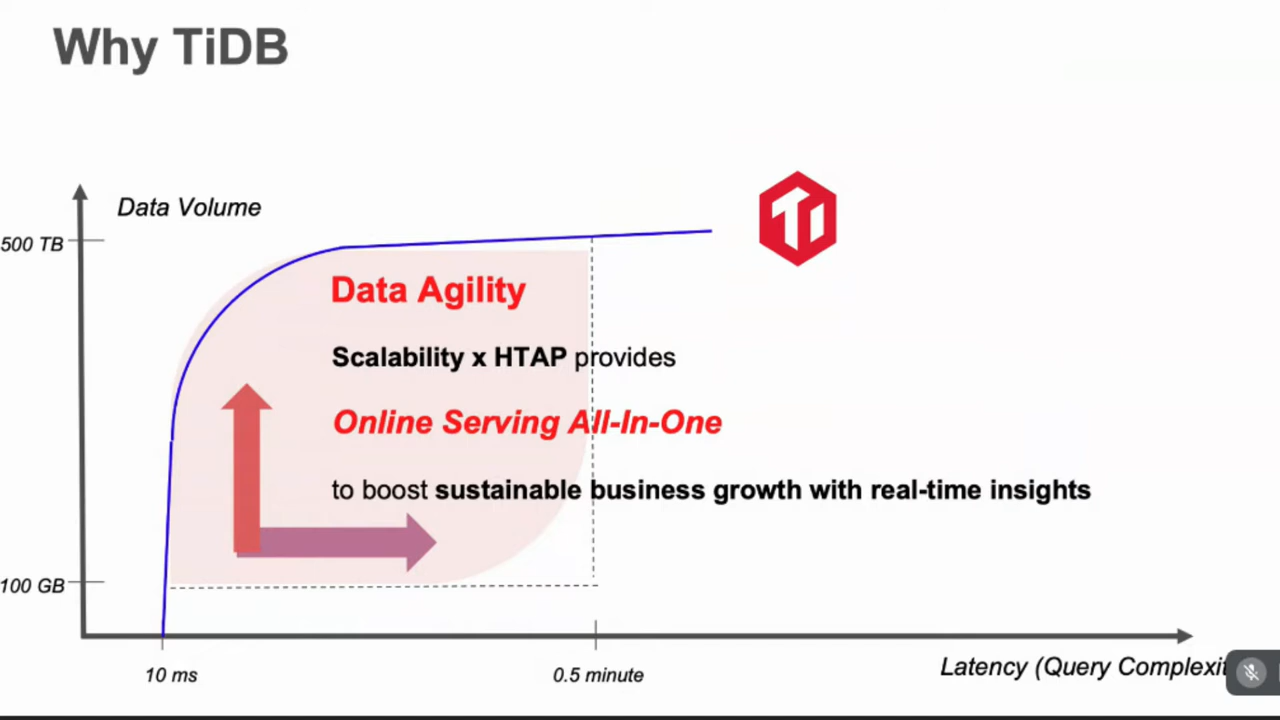 Why TiDB
Data Volume
500 TB
Data Agility
Scalability x HTAP provides
Online Serving All-In-One
to boost sustainable business growth with real-time insights
100 GB
10 ms
0.5 minute
Latency (Query Complexit